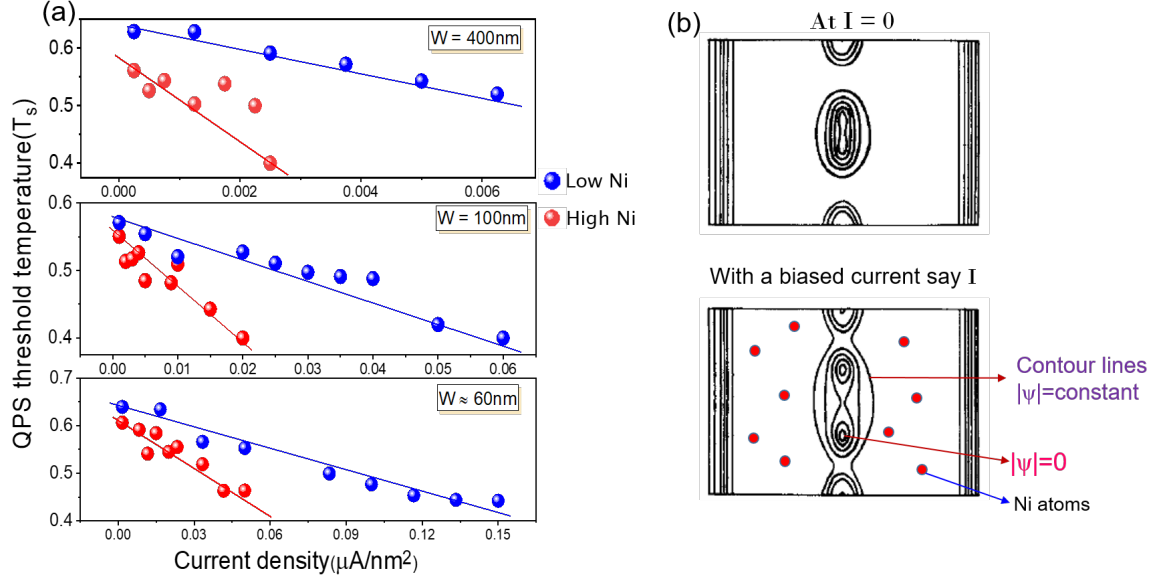 (a)
QPS threshold temperature(Tₛ)
W = 400nm
0.6
0.5
0.4
0.000
0.002
0.004
0.006
Low Ni
High Ni
W = 100nm
0.6
0.5
0.4
0.00
0.01
0.02
0.03
0.04
0.05
0.06
W ≈ 60nm
0.7
0.6
0.5
0.4
0.00
0.03
0.06
0.09
0.12
0.15
Current density(μA/nm²)
(b)
At I = 0
With a biased current say I
Contour lines
|ψ|=constant
|ψ|=0
Ni atoms